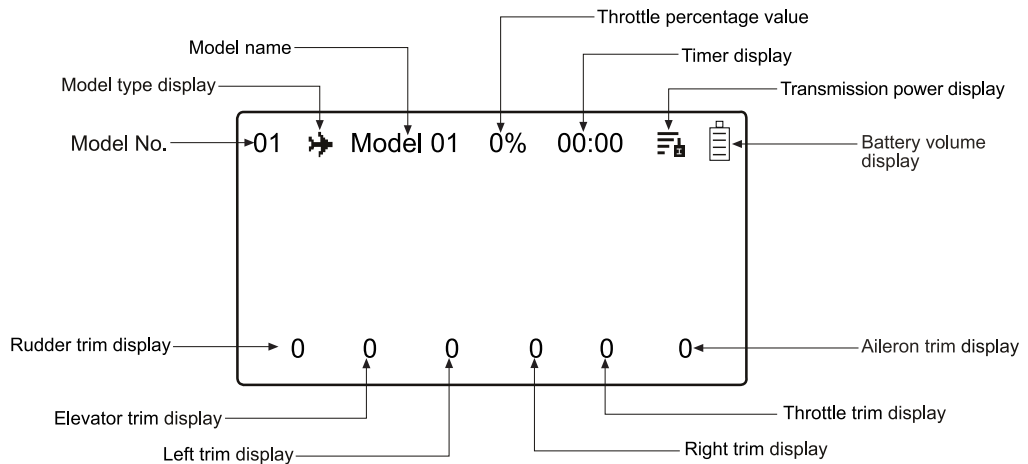 Throttle percentage value
Model name
Timer display
Model type display
Transmission power display
Model No.
01 Model 01 0% 00:00
Battery volume
display
Rudder trim display
0 0 0 0 0 0
Aileron trim display
Elevator trim display
Throttle trim display
Left trim display
Right trim display